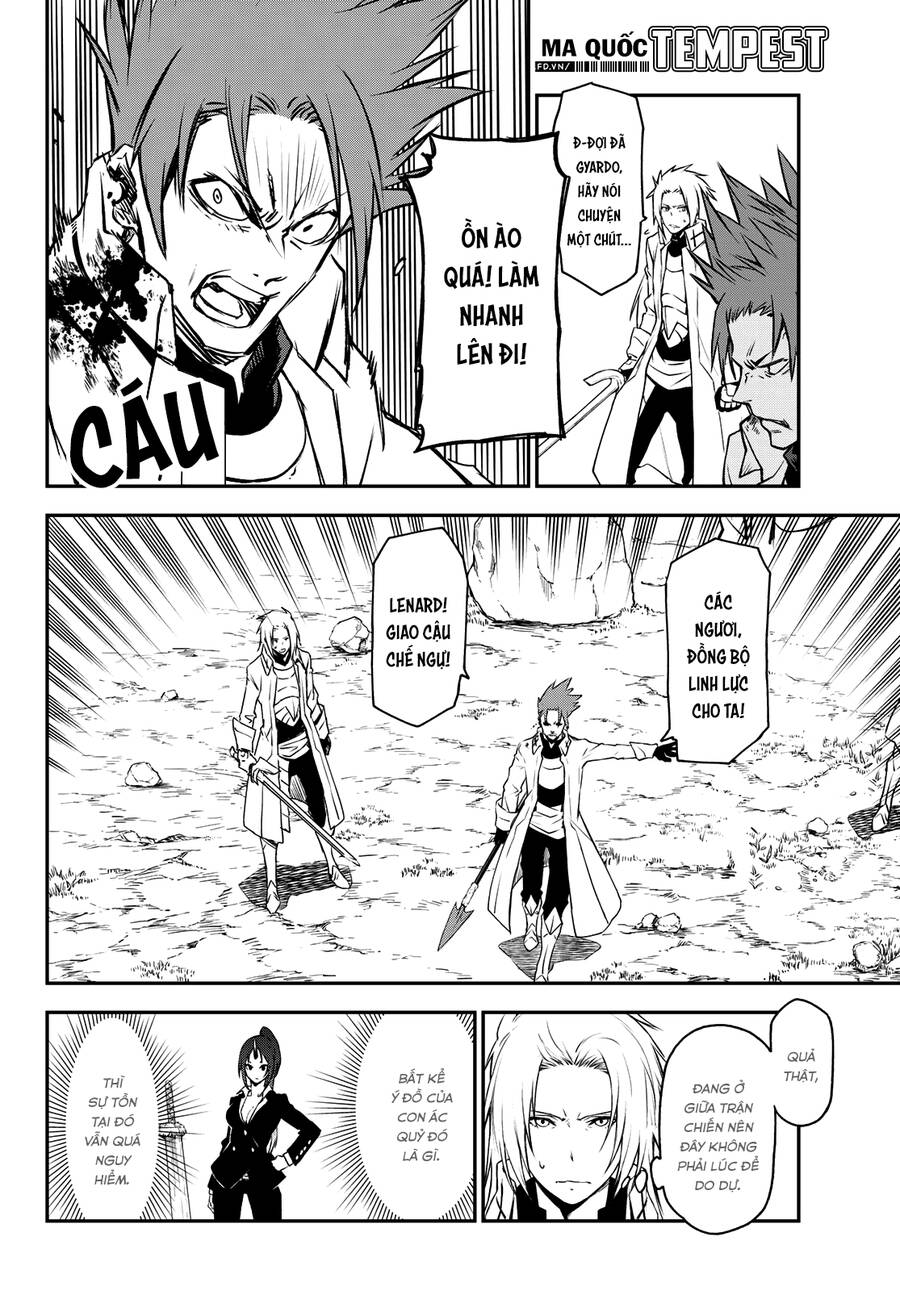 MA QUỐC TEMPEST
FD.VN/
Đ-ĐỢI ĐÃ
GYARDO,
HÃY NÓI
CHUYỆN
MỘT CHÚT...
ỒN ÀO
QUÁ! LÀM
NHANH
LÊN ĐI!
CÁU
CÁC
NGƯƠI,
ĐỒNG BỘ
LINH LỰC
CHO TA!
LENARD!
GIAO CẬU
CHẾ NGỰ!
QUẢ
THẬT,
ĐANG Ở
GIỮA TRẬN
CHIẾN NÊN
ĐÂY KHÔNG
PHẢI LÚC ĐỂ
DO DỰ.
BẤT KỂ
Ý ĐỒ CỦA
CON ÁC
QUỶ ĐÓ
LÀ GÌ.
THÌ
SỰ TỒN
TẠI ĐÓ
VẪN QUÁ
NGUY
HIỂM.